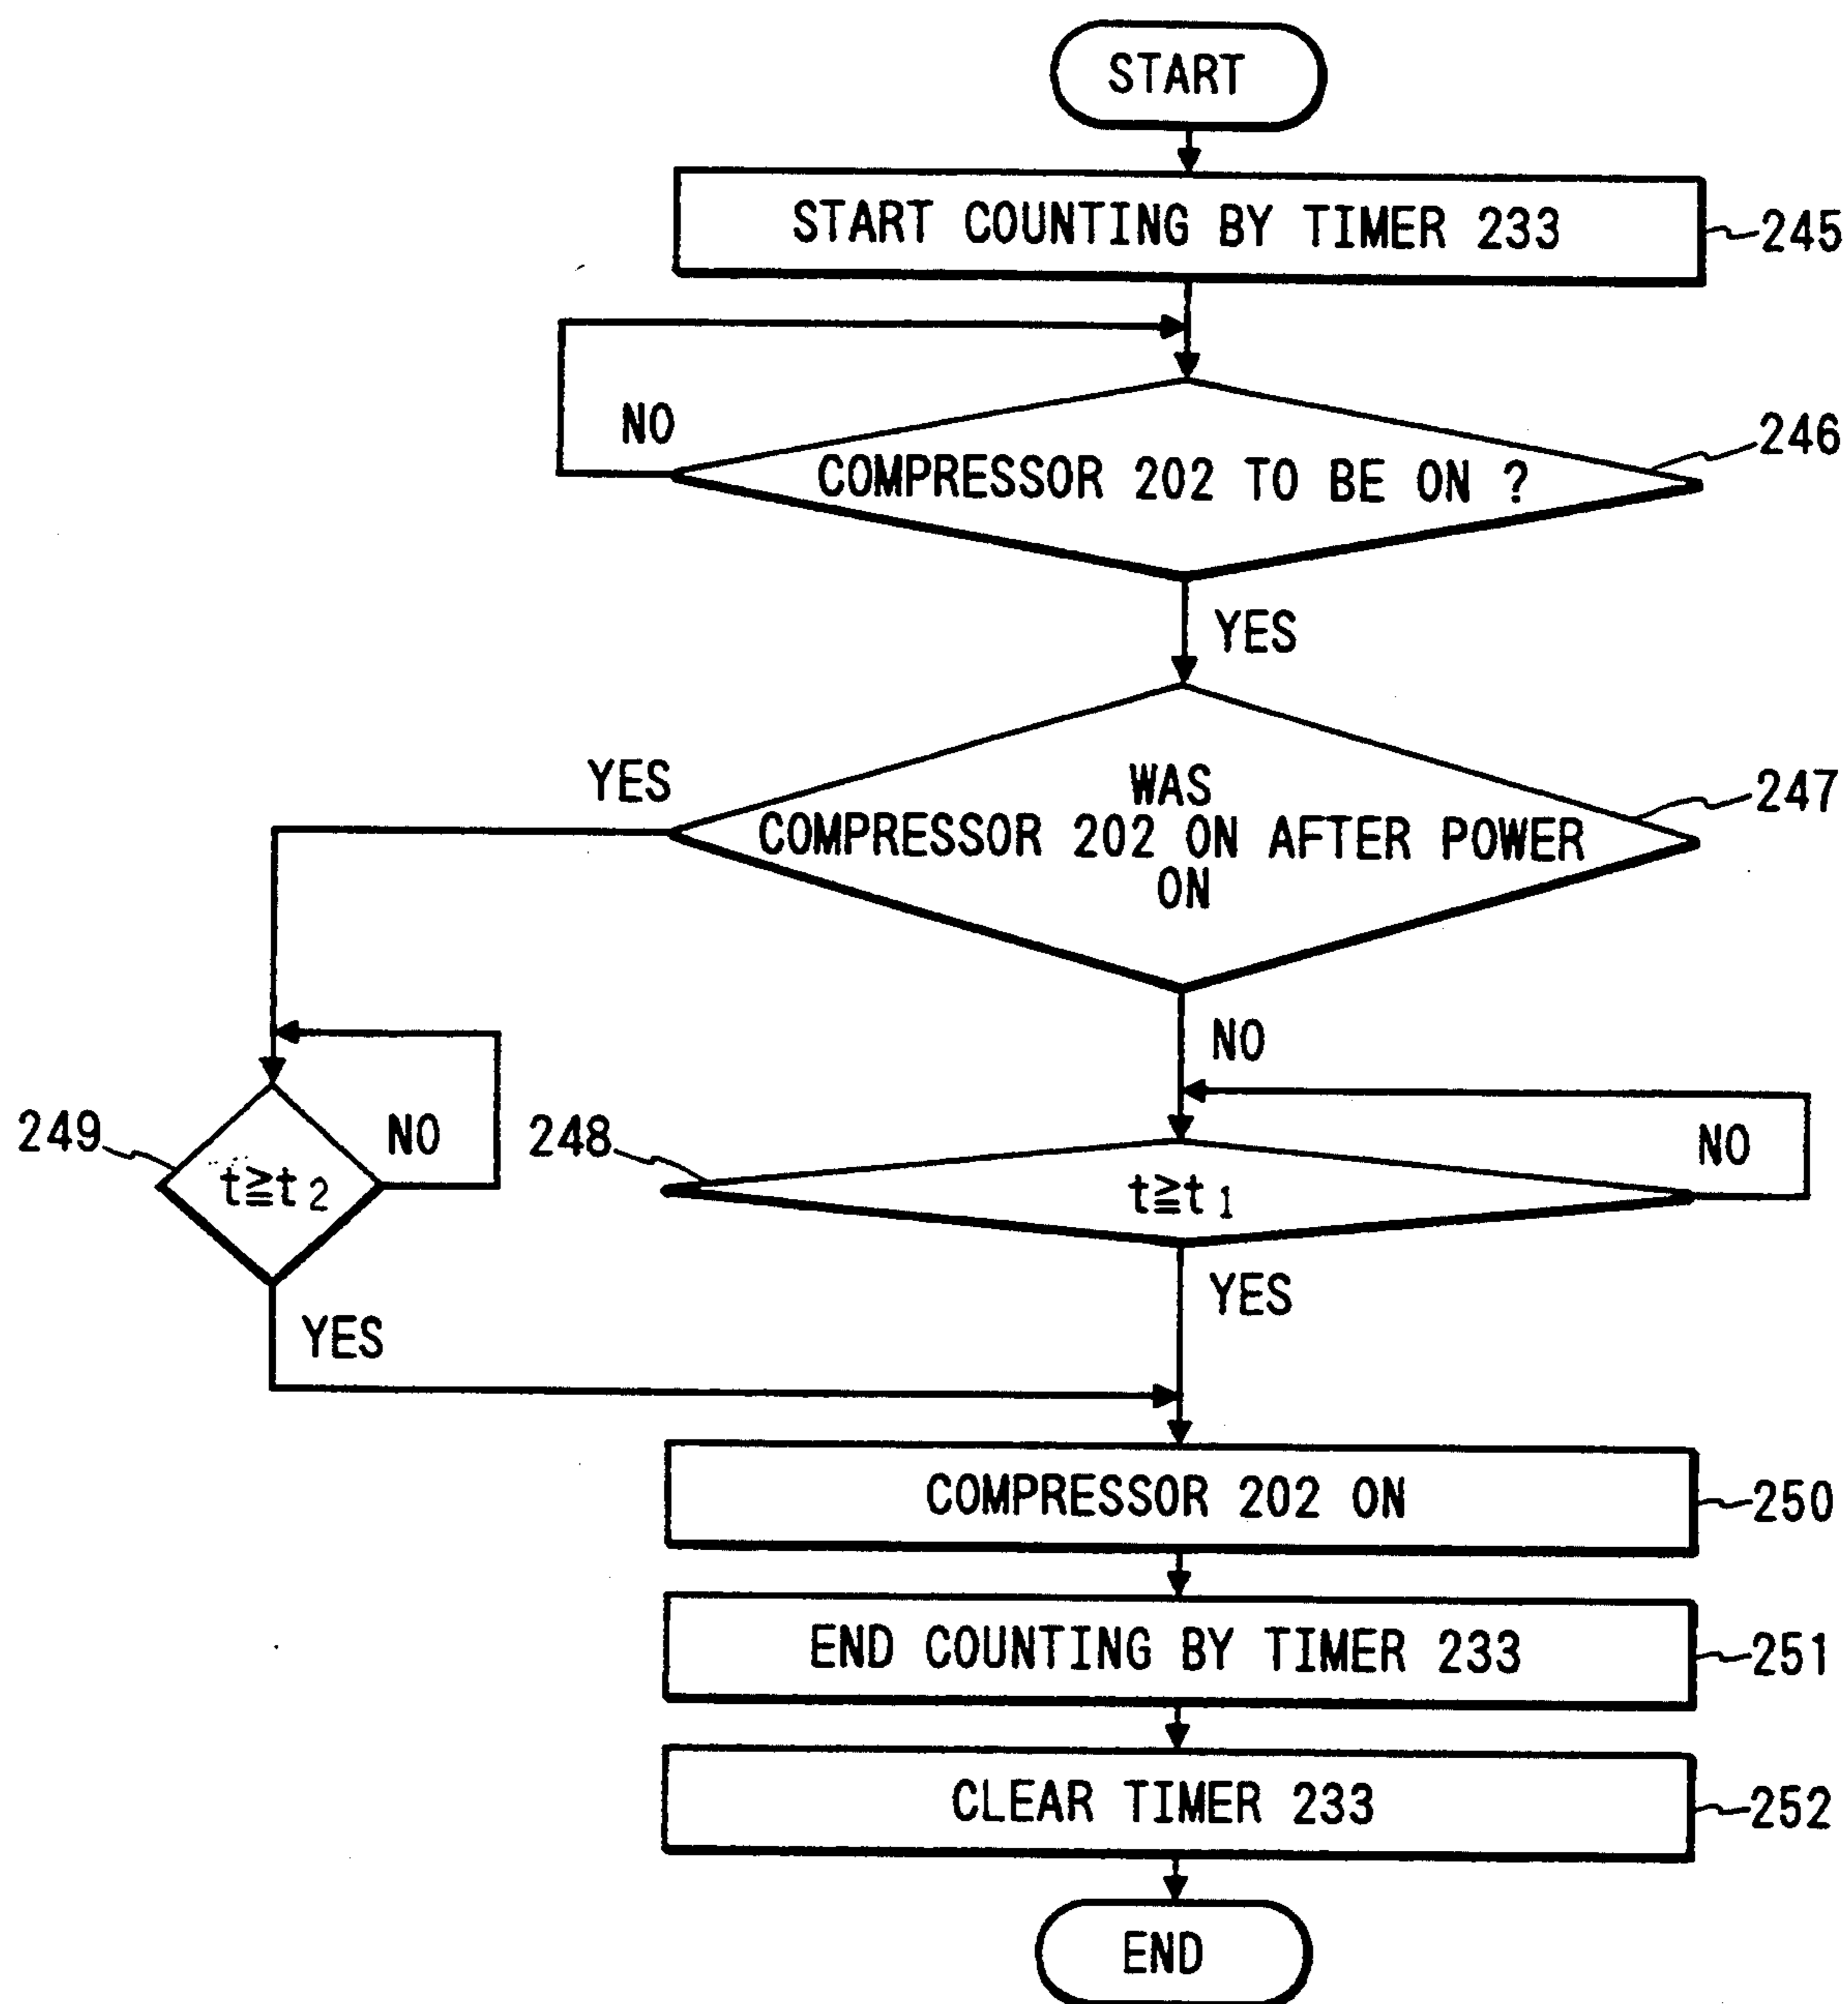 START
START COUNTING BY TIMER 233
245
NO
246
COMPRESSOR 202 TO BE ON ?
YES
YES
WAS
COMPRESSOR 202 ON AFTER POWER
ON
247
NO
249
NO
t≧t2
248
NO
t≧t1
YES
YES
COMPRESSOR 202 ON
250
END COUNTING BY TIMER 233
251
CLEAR TIMER 233
252
END